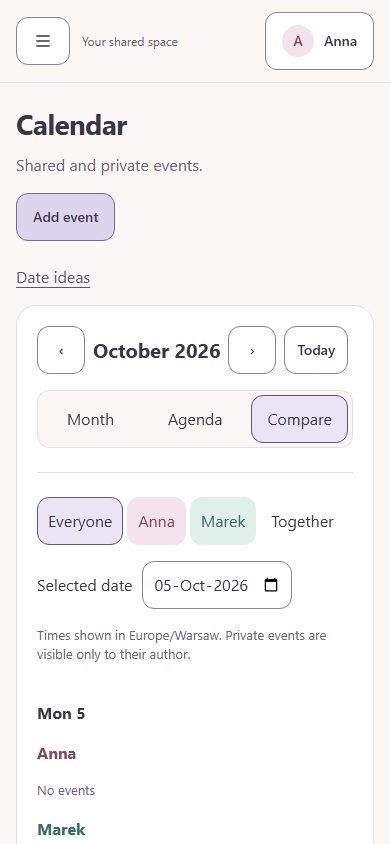 Your shared space
A Anna
Calendar
Shared and private events.
Add event
Date ideas
‹ October 2026 › Today
Month Agenda Compare
Everyone Anna Marek Together
Selected date 05-Oct-2026
Times shown in Europe/Warsaw. Private events are
visible only to their author.
Mon 5
Anna
No events
Marek